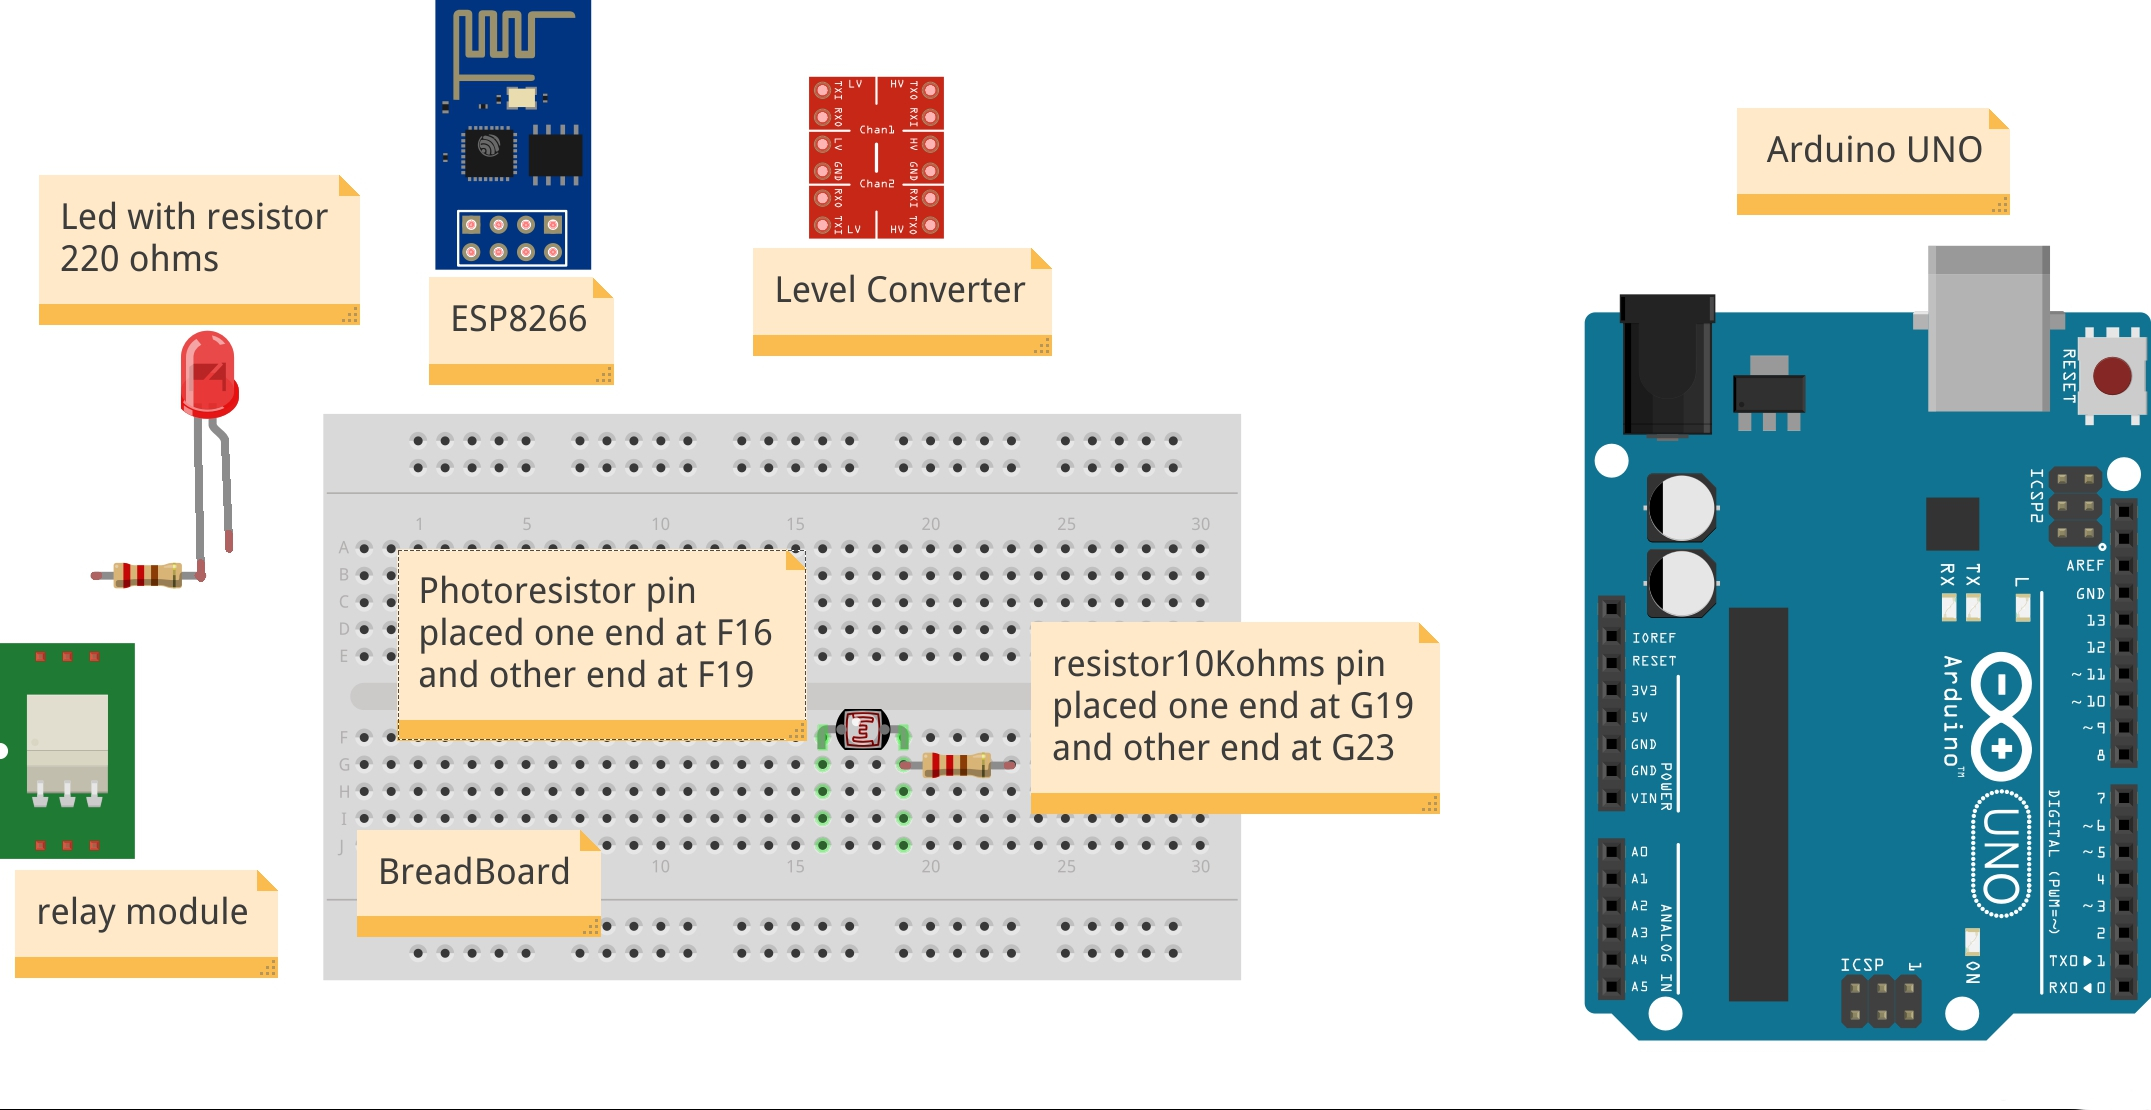 Led with resistor
220 ohms
ESP8266
LV HV
TXI TXO
RXO RXI
Chan1
LV HV
GND GND
Chan2
RXO RXI
TXI TXO
LV HV
Level Converter
Arduino UNO
RESET
ICSP2
1 5 10 15 20 25 30
A
B
C
D
E
F
G
H
I
J
Photoresistor pin
placed one end at F16
and other end at F19
resistor10Kohms pin
placed one end at G19
and other end at G23
BreadBoard
10 15 20 25 30
relay module
RX TX L
AREF
GND
13
12
~11
~10
~9
8
IOREF
RESET
3V3
5V
GND
GND
VIN
POWER
Arduino™
UNO
DIGITAL (PWM=~)
7
~6
~5
4
~3
2
TXO▶1
RXO◀0
A0
A1
A2
A3
A4
A5
ANALOG IN
ICSP 1
ON